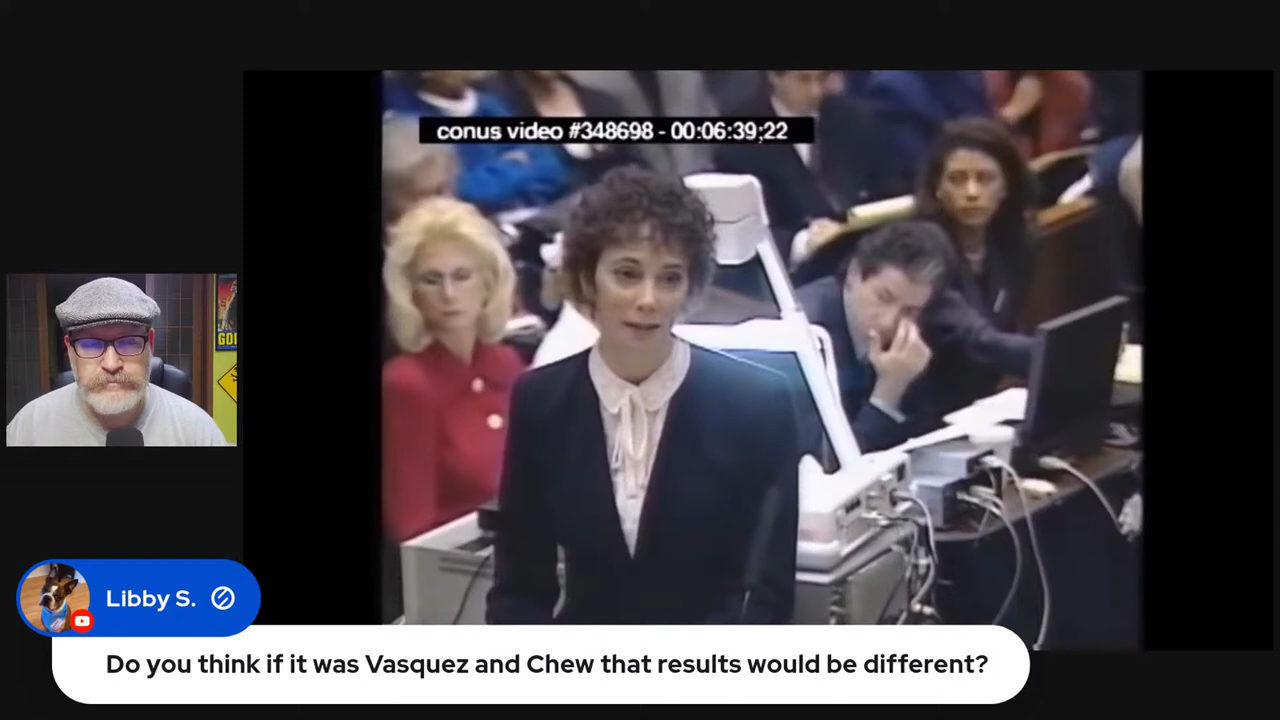 conus video #348698 - 00:06:39;22
GOD
Libby S.
Do you think if it was Vasquez and Chew that results would be different?